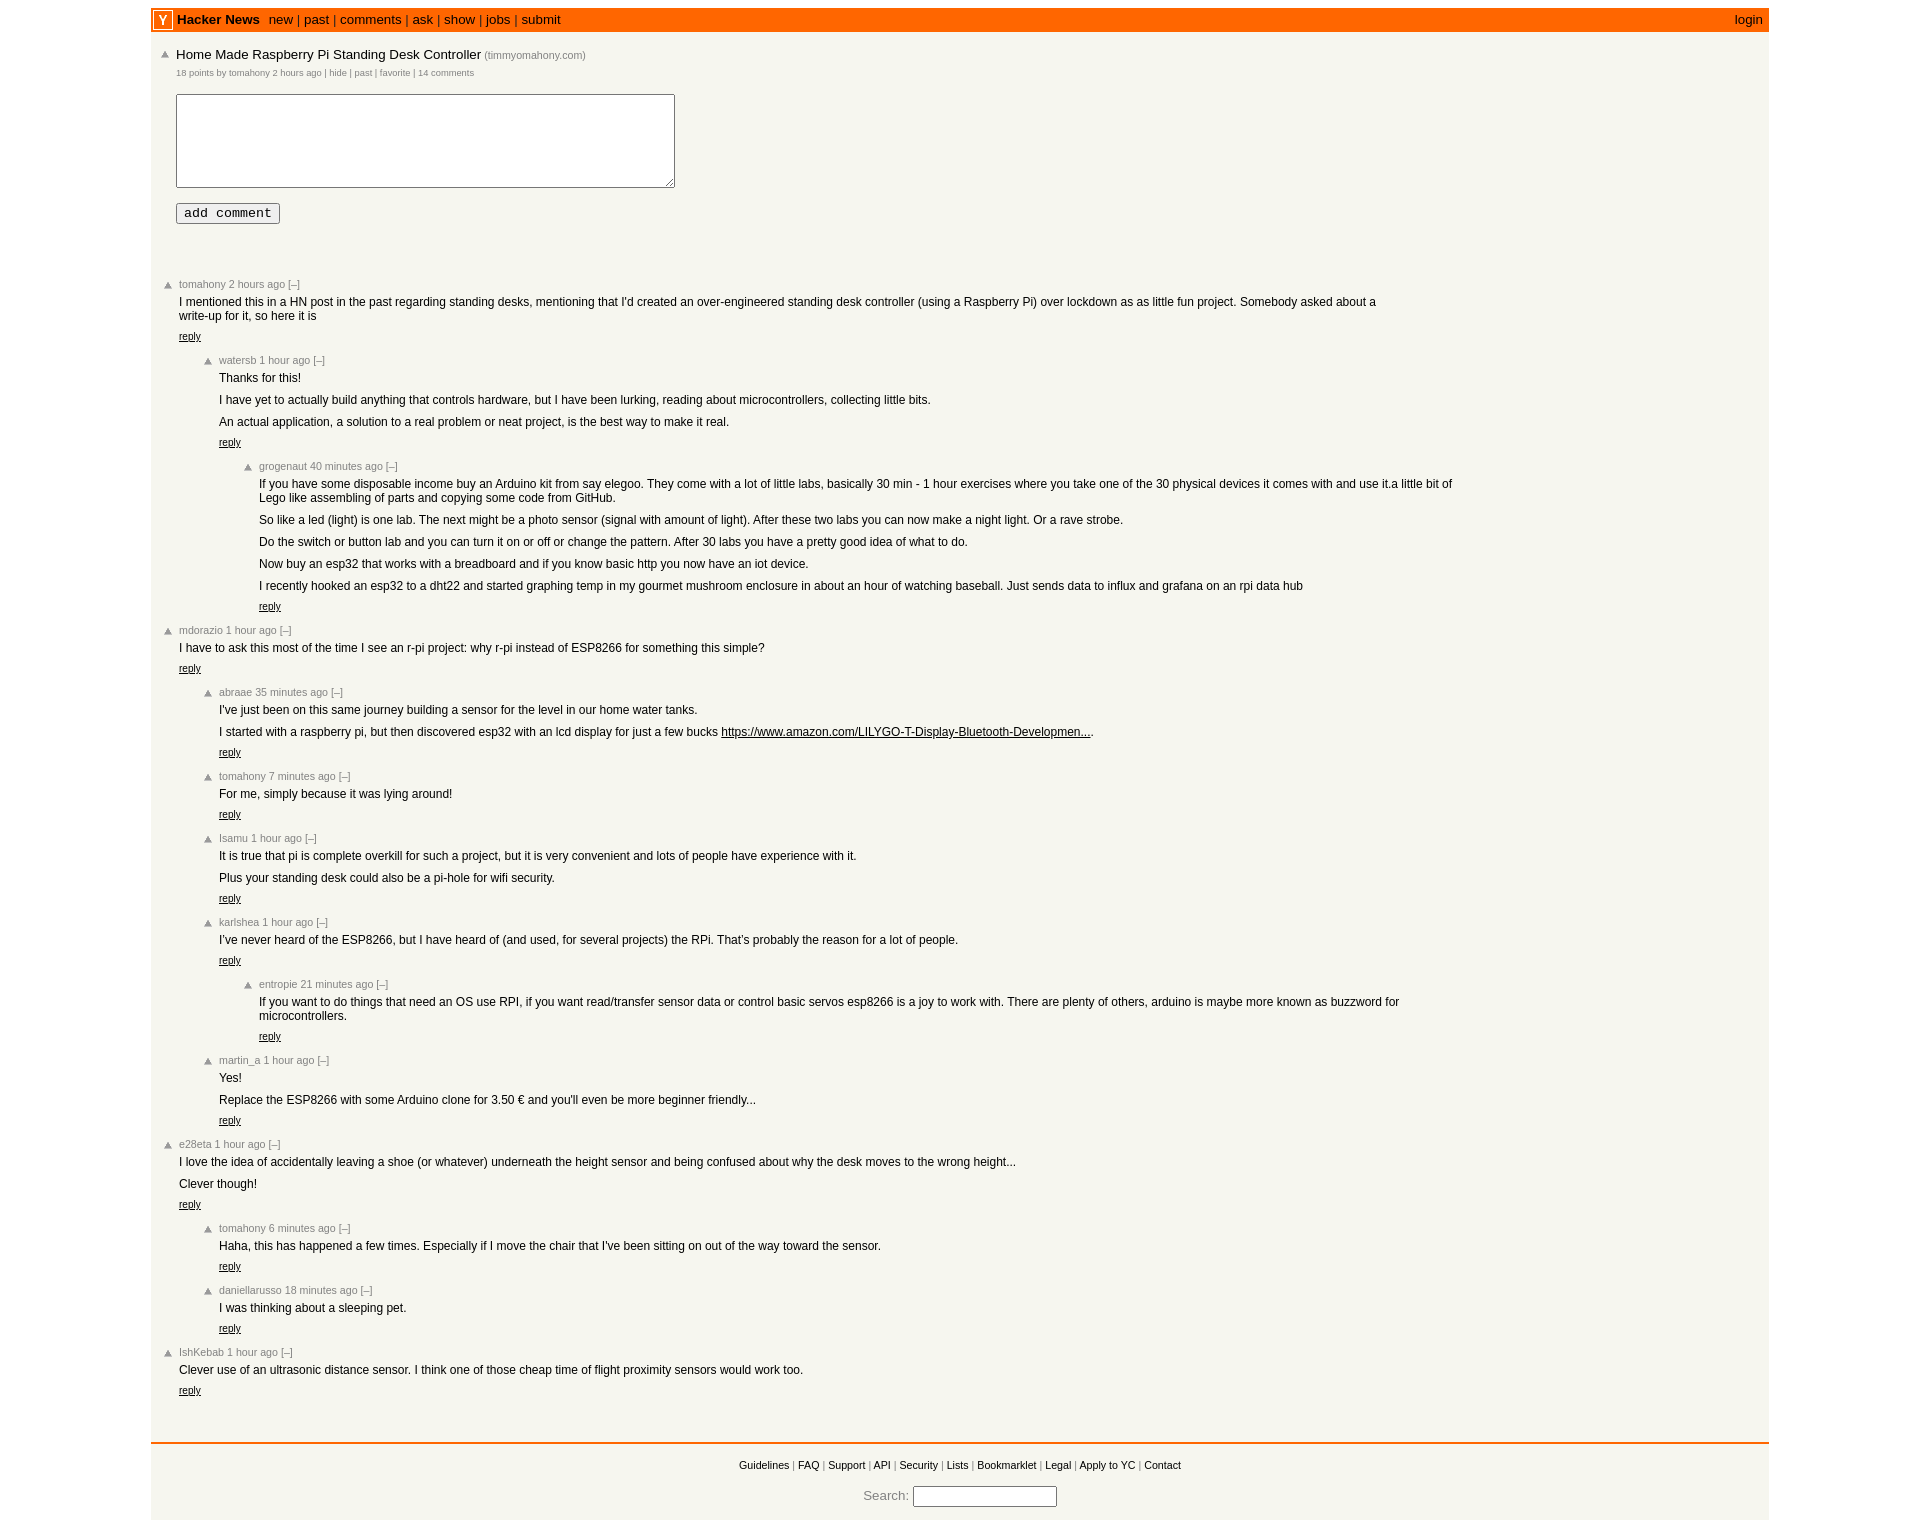 Y Hacker News new | past | comments | ask | show | jobs | submit login
Home Made Raspberry Pi Standing Desk Controller (timmyomahony.com)
18 points by tomahony 2 hours ago | hide | past | favorite | 14 comments
add comment
tomahony 2 hours ago [–]
I mentioned this in a HN post in the past regarding standing desks, mentioning that I'd created an over-engineered standing desk controller (using a Raspberry Pi) over lockdown as as little fun project. Somebody asked about a
write-up for it, so here it is
reply
watersb 1 hour ago [–]
Thanks for this!
I have yet to actually build anything that controls hardware, but I have been lurking, reading about microcontrollers, collecting little bits.
An actual application, a solution to a real problem or neat project, is the best way to make it real.
reply
grogenaut 40 minutes ago [–]
If you have some disposable income buy an Arduino kit from say elegoo. They come with a lot of little labs, basically 30 min - 1 hour exercises where you take one of the 30 physical devices it comes with and use it.a little bit of
Lego like assembling of parts and copying some code from GitHub.
So like a led (light) is one lab. The next might be a photo sensor (signal with amount of light). After these two labs you can now make a night light. Or a rave strobe.
Do the switch or button lab and you can turn it on or off or change the pattern. After 30 labs you have a pretty good idea of what to do.
Now buy an esp32 that works with a breadboard and if you know basic http you now have an iot device.
I recently hooked an esp32 to a dht22 and started graphing temp in my gourmet mushroom enclosure in about an hour of watching baseball. Just sends data to influx and grafana on an rpi data hub
reply
mdorazio 1 hour ago [–]
I have to ask this most of the time I see an r-pi project: why r-pi instead of ESP8266 for something this simple?
reply
abraae 35 minutes ago [–]
I've just been on this same journey building a sensor for the level in our home water tanks.
I started with a raspberry pi, but then discovered esp32 with an lcd display for just a few bucks https://www.amazon.com/LILYGO-T-Display-Bluetooth-Developmen....
reply
tomahony 7 minutes ago [–]
For me, simply because it was lying around!
reply
Isamu 1 hour ago [–]
It is true that pi is complete overkill for such a project, but it is very convenient and lots of people have experience with it.
Plus your standing desk could also be a pi-hole for wifi security.
reply
karlshea 1 hour ago [–]
I've never heard of the ESP8266, but I have heard of (and used, for several projects) the RPi. That's probably the reason for a lot of people.
reply
entropie 21 minutes ago [–]
If you want to do things that need an OS use RPI, if you want read/transfer sensor data or control basic servos esp8266 is a joy to work with. There are plenty of others, arduino is maybe more known as buzzword for
microcontrollers.
reply
martin_a 1 hour ago [–]
Yes!
Replace the ESP8266 with some Arduino clone for 3.50 € and you'll even be more beginner friendly...
reply
e28eta 1 hour ago [–]
I love the idea of accidentally leaving a shoe (or whatever) underneath the height sensor and being confused about why the desk moves to the wrong height...
Clever though!
reply
tomahony 6 minutes ago [–]
Haha, this has happened a few times. Especially if I move the chair that I've been sitting on out of the way toward the sensor.
reply
daniellarusso 18 minutes ago [–]
I was thinking about a sleeping pet.
reply
IshKebab 1 hour ago [–]
Clever use of an ultrasonic distance sensor. I think one of those cheap time of flight proximity sensors would work too.
reply
Guidelines | FAQ | Support | API | Security | Lists | Bookmarklet | Legal | Apply to YC | Contact
Search: